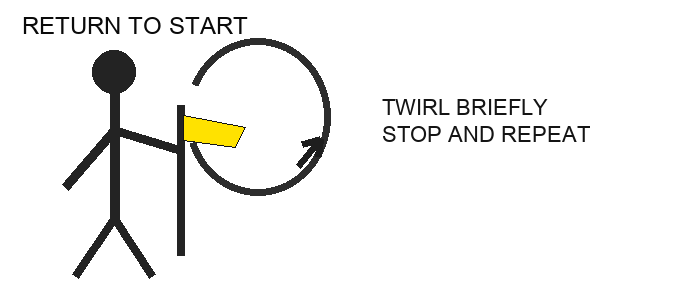 RETURN TO START
TWIRL BRIEFLY
STOP AND REPEAT